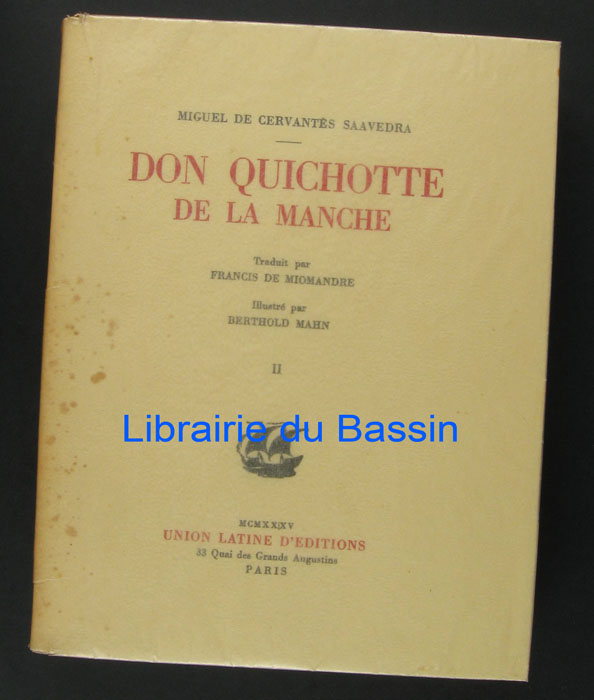 MIGUEL DE CERVANTÈS SAAVEDRA
DON QUICHOTTE
DE LA MANCHE
Traduit par
FRANCIS DE MIOMANDRE
Illustré par
BERTHOLD MAHN
II
Librairie du Bassin
MCMXXXV
UNION LATINE D'EDITIONS
33 Quai des Grands Augustins
PARIS